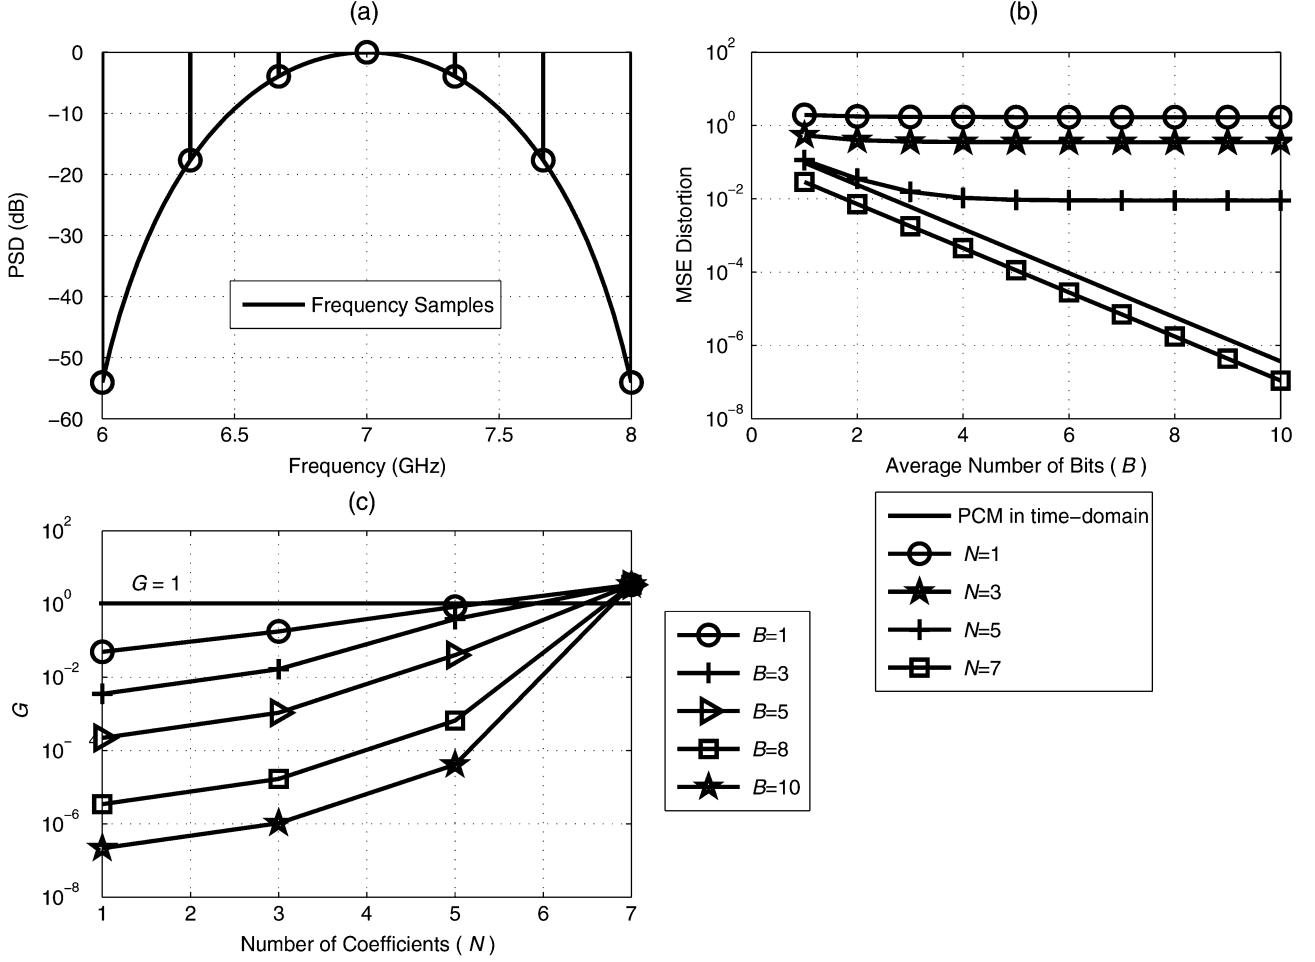 (a)
0
−10
−20
−30
−40
−50
−60
PSD (dB)
Frequency Samples
6
6.5
7
7.5
8
Frequency (GHz)
(b)
10^2
10^0
10^−2
10^−4
10^−6
10^−8
MSE Distortion
0
2
4
6
8
10
Average Number of Bits ( B )
PCM in time−domain
N=1
N=3
N=5
N=7
(c)
10^2
10^0
10^−2
10^−4
10^−6
10^−8
G
G = 1
1
2
3
4
5
6
7
Number of Coefficients ( N )
B=1
B=3
B=5
B=8
B=10